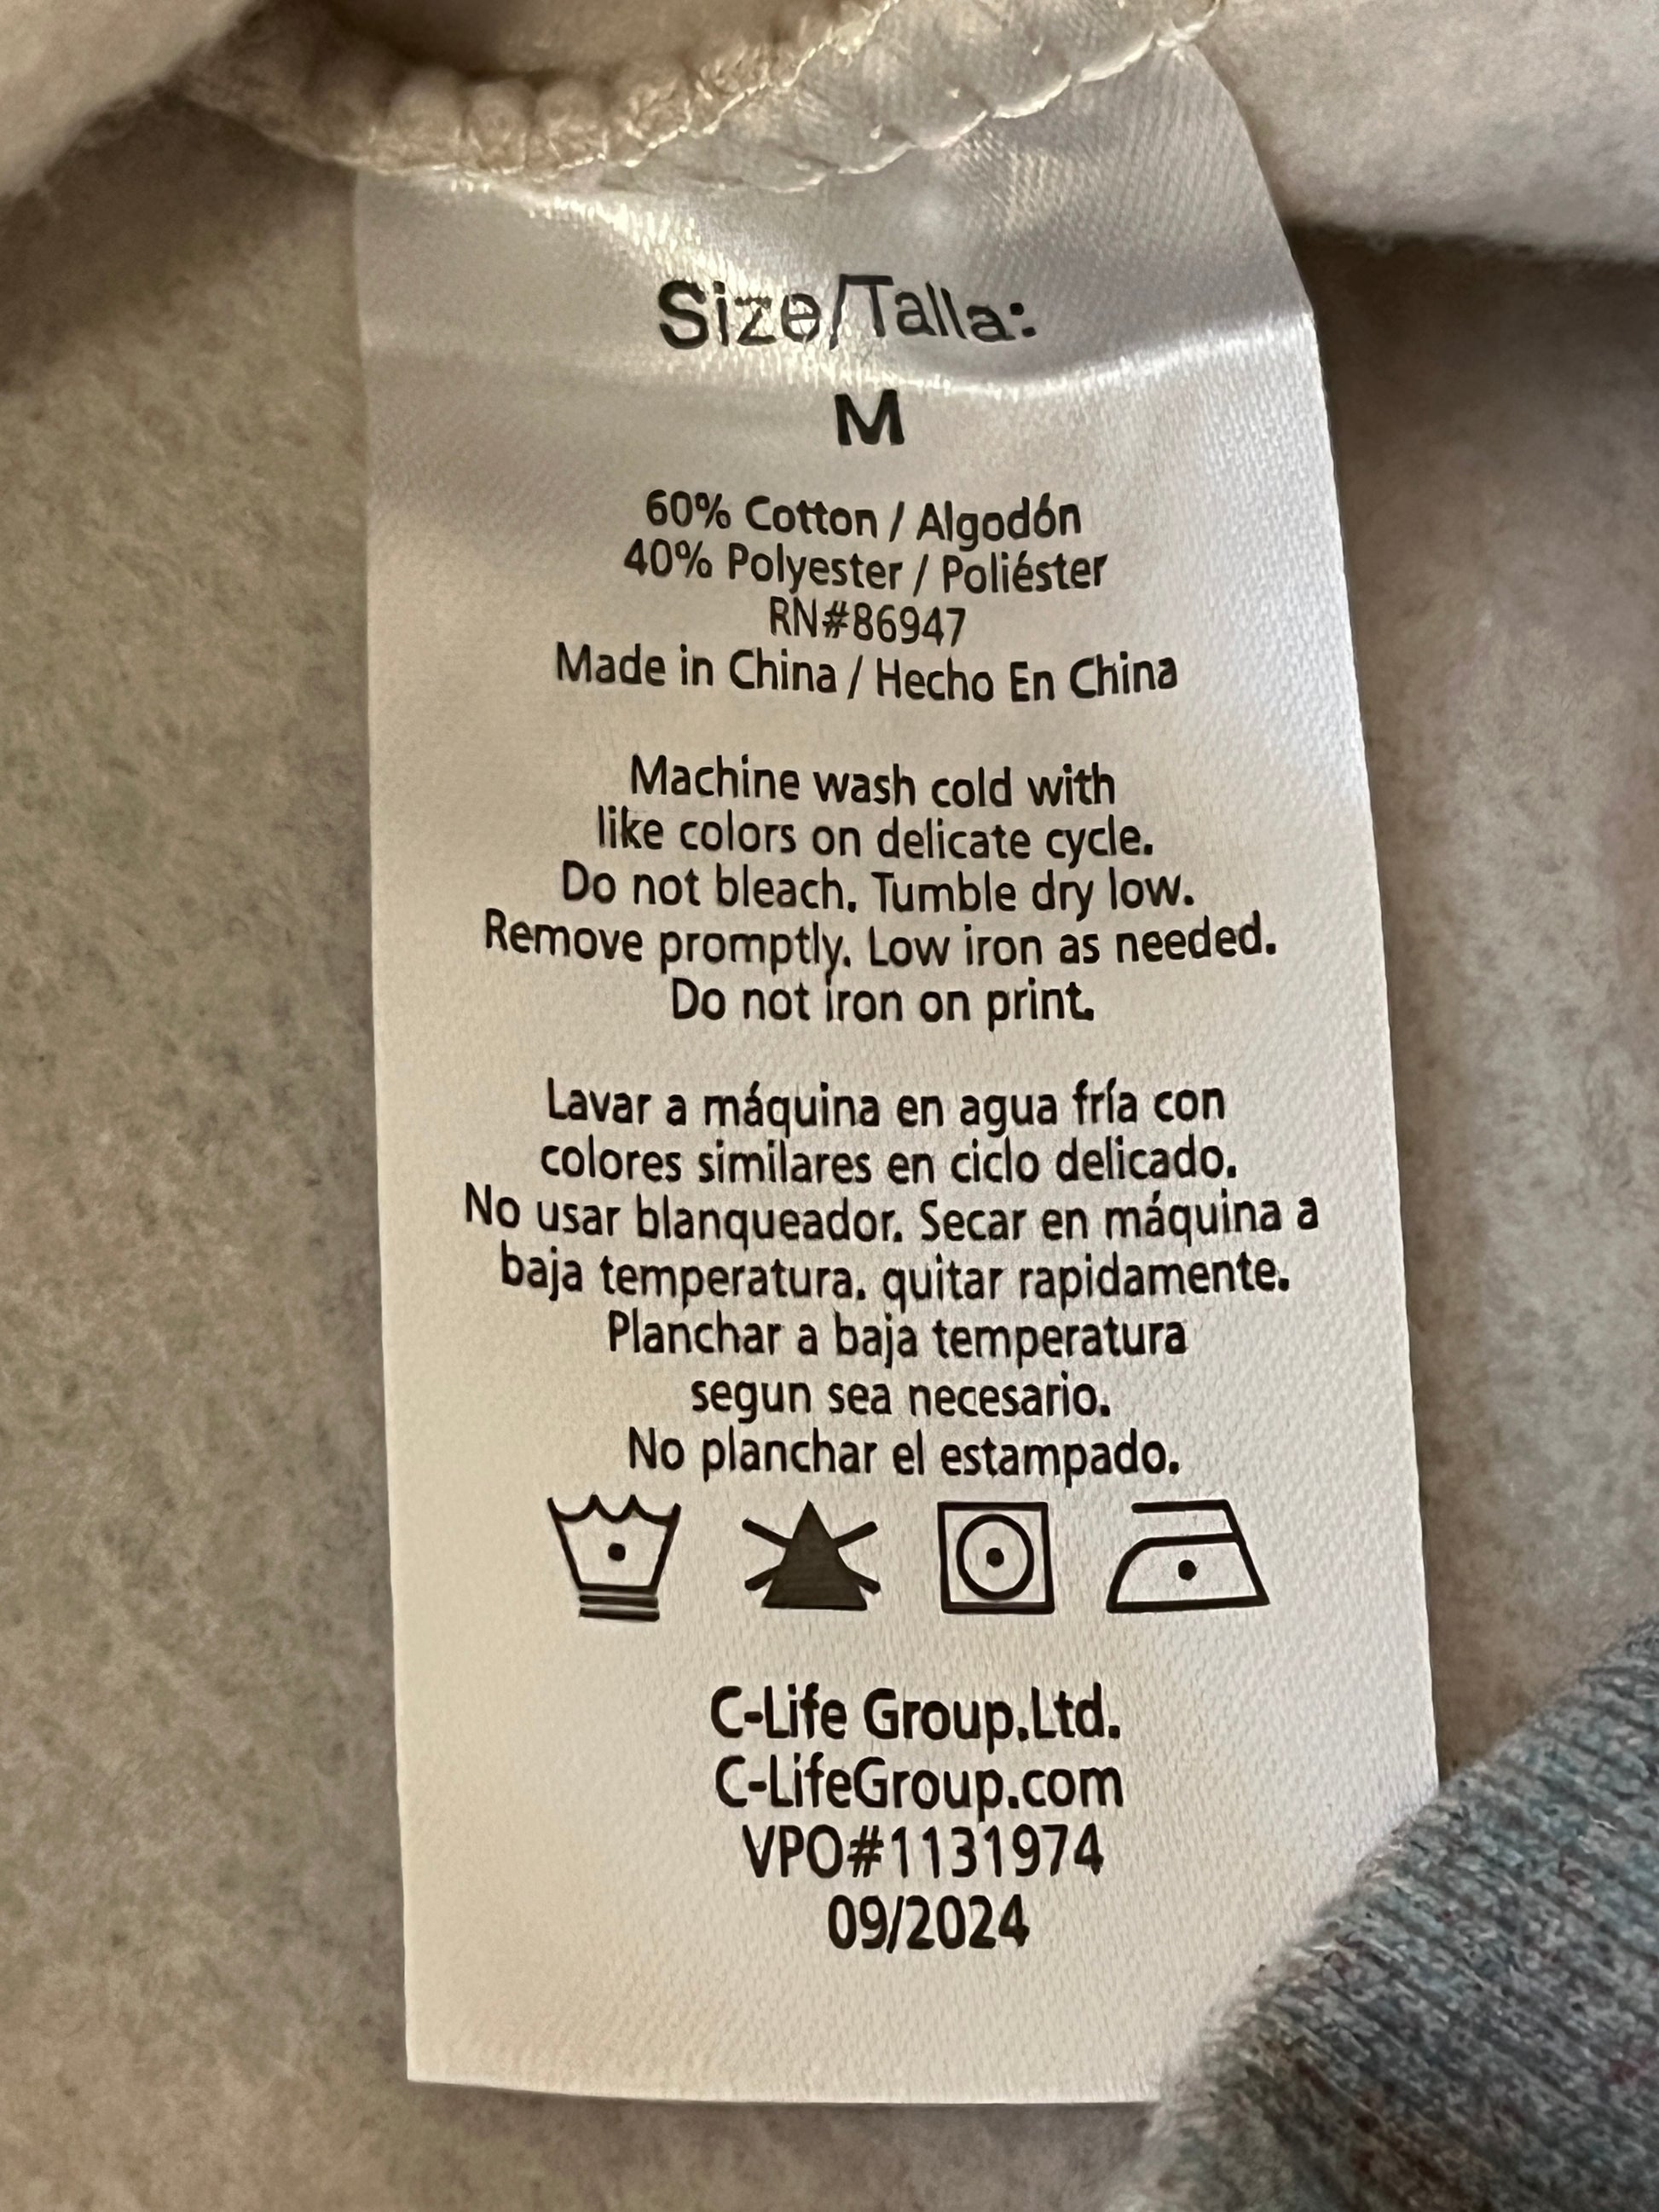 Size/Talla:
M
60% Cotton / Algodón
40% Polyester / Poliéster
RN#86947
Made in China / Hecho En China
Machine wash cold with
like colors on delicate cycle.
Do not bleach. Tumble dry low.
Remove promptly. Low iron as needed.
Do not iron on print.
Lavar a máquina en agua fría con
colores similares en ciclo delicado.
No usar blanqueador. Secar en máquina a
baja temperatura. quitar rapidamente.
Planchar a baja temperatura
segun sea necesario.
No planchar el estampado.
C-Life Group.Ltd.
C-LifeGroup.com
VPO#1131974
09/2024